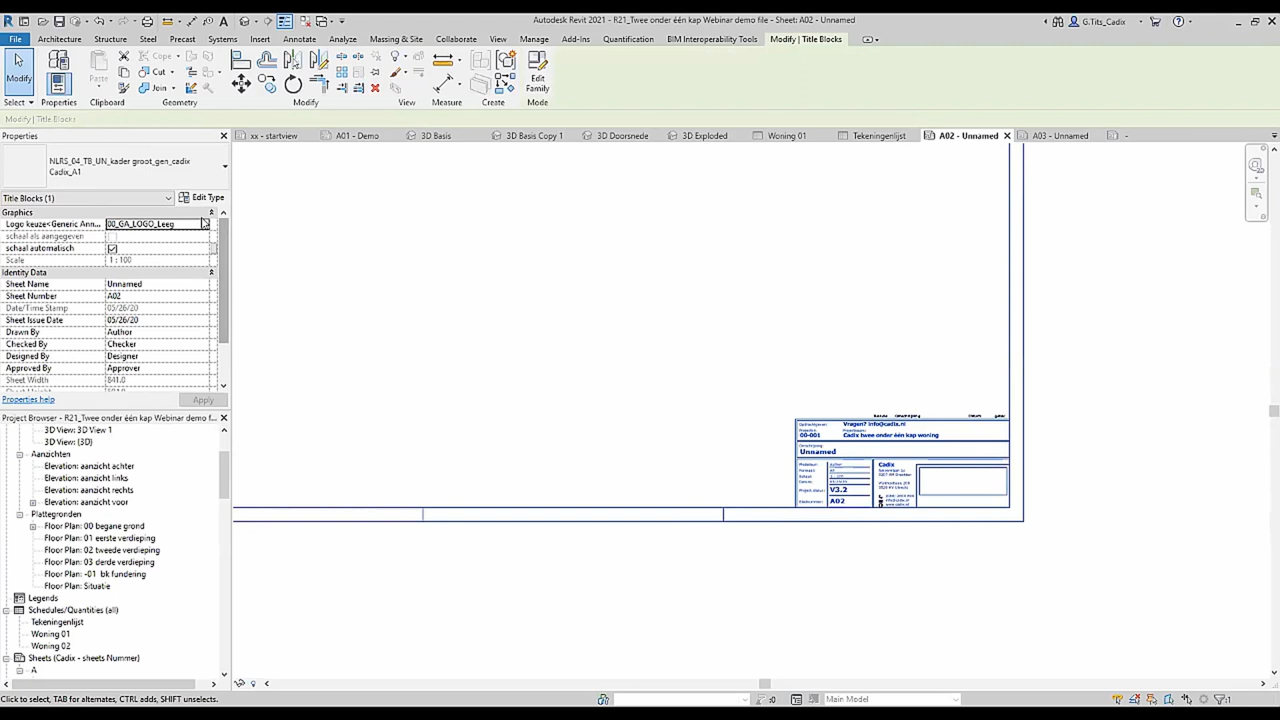 Autodesk Revit 2021 - R21_Twee onder één kap Webinar demo file - Sheet: A02 - Unnamed
G.Tits_Cadix
File Architecture Structure Steel Precast Systems Insert Annotate Analyze Massing & Site Collaborate View Manage Add-Ins Quantification BIM Interoperability Tools Modify | Title Blocks
Modify Properties Paste Cope Cut Join Edit Family
Select Properties Clipboard Geometry Modify View Measure Create Mode
Modify | Title Blocks
Properties
xx - startview A01 - Demo 3D Basis 3D Basis Copy 1 3D Doorsnede 3D Exploded Woning 01 Tekeningenlijst A02 - Unnamed A03 - Unnamed -
NLRS_04_TB_UN_kader groot_gen_cadix
Cadix_A1
Title Blocks (1) Edit Type
Graphics
Logo keuze<Generic Ann... 00_GA_LOGO_Leeg
schaal als aangegeven
schaal automatisch
Scale 1 : 100
Identity Data
Sheet Name Unnamed
Sheet Number A02
Date/Time Stamp 05/26/20
Sheet Issue Date 05/26/20
Drawn By Author
Checked By Checker
Designed By Designer
Approved By Approver
Sheet Width 841.0
Properties help Apply
Project Browser - R21_Twee onder één kap Webinar demo f...
3D View: 3D View 1
3D View: {3D}
Aanzichten
Elevation: aanzicht achter
Elevation: aanzicht links
Elevation: aanzicht rechts
Elevation: aanzicht voor
Plattegronden
Floor Plan: 00 begane grond
Floor Plan: 01 eerste verdieping
Floor Plan: 02 tweede verdieping
Floor Plan: 03 derde verdieping
Floor Plan: -01 bk fundering
Floor Plan: Situatie
Legends
Schedules/Quantities (all)
Tekeningenlijst
Woning 01
Woning 02
Sheets (Cadix - sheets Nummer)
A
Vragen? info@cadix.nl
00-001 Cadix twee onder één kap woning
Unnamed
Cadix
V3.2
A02
Click to select, TAB for alternates, CTRL adds, SHIFT unselects.
:0 Main Model :1